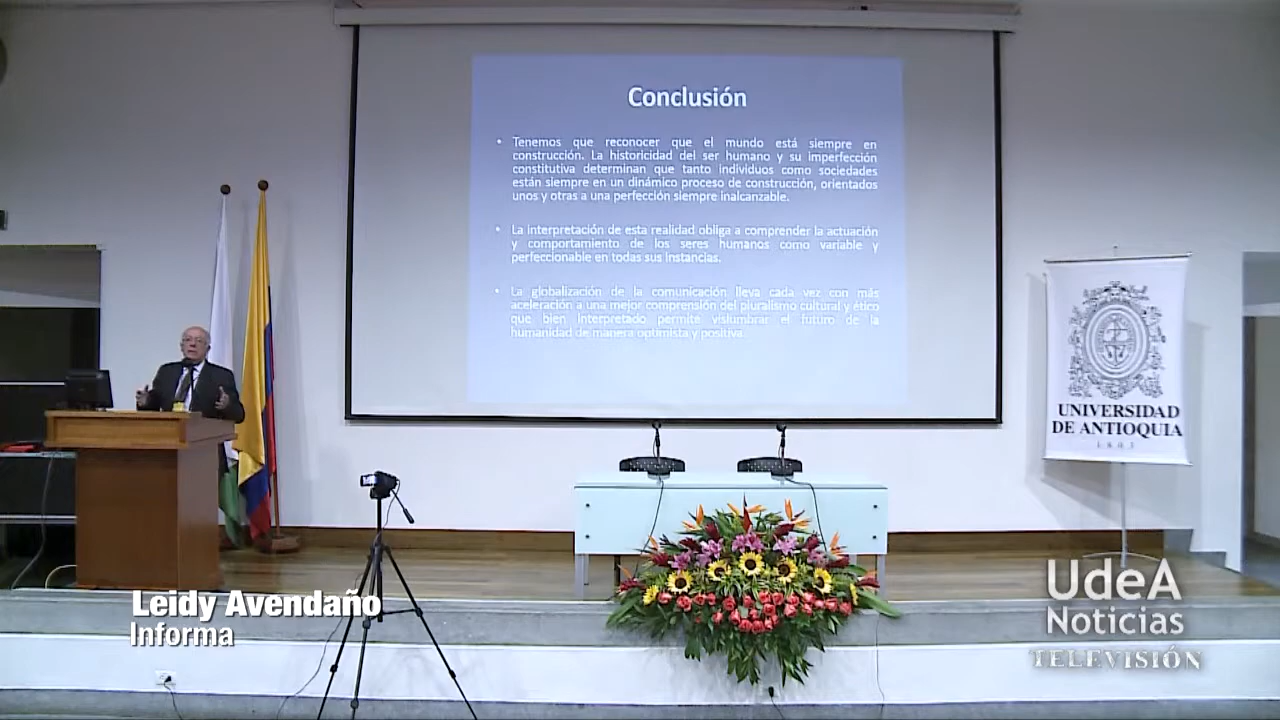 Conclusión
• Tenemos que reconocer que el mundo está siempre en
construcción. La historicidad del ser humano y su imperfección
constitutiva determinan que tanto individuos como sociedades
están siempre en un dinámico proceso de construcción, orientados
unos y otras a una perfección siempre inalcanzable.
• La interpretación de esta realidad obliga a comprender la actuación
y comportamiento de los seres humanos como variable y
perfeccionable en todas sus instancias.
• La globalización de la comunicación lleva cada vez con más
aceleración a una mejor comprensión del pluralismo cultural y ético
que bien interpretado permite vislumbrar el futuro de la
humanidad de manera optimista y positiva.
UNIVERSIDAD
DE ANTIOQUIA
1803
Leidy Avendaño
Informa
UdeA
Noticias
TELEVISIÓN